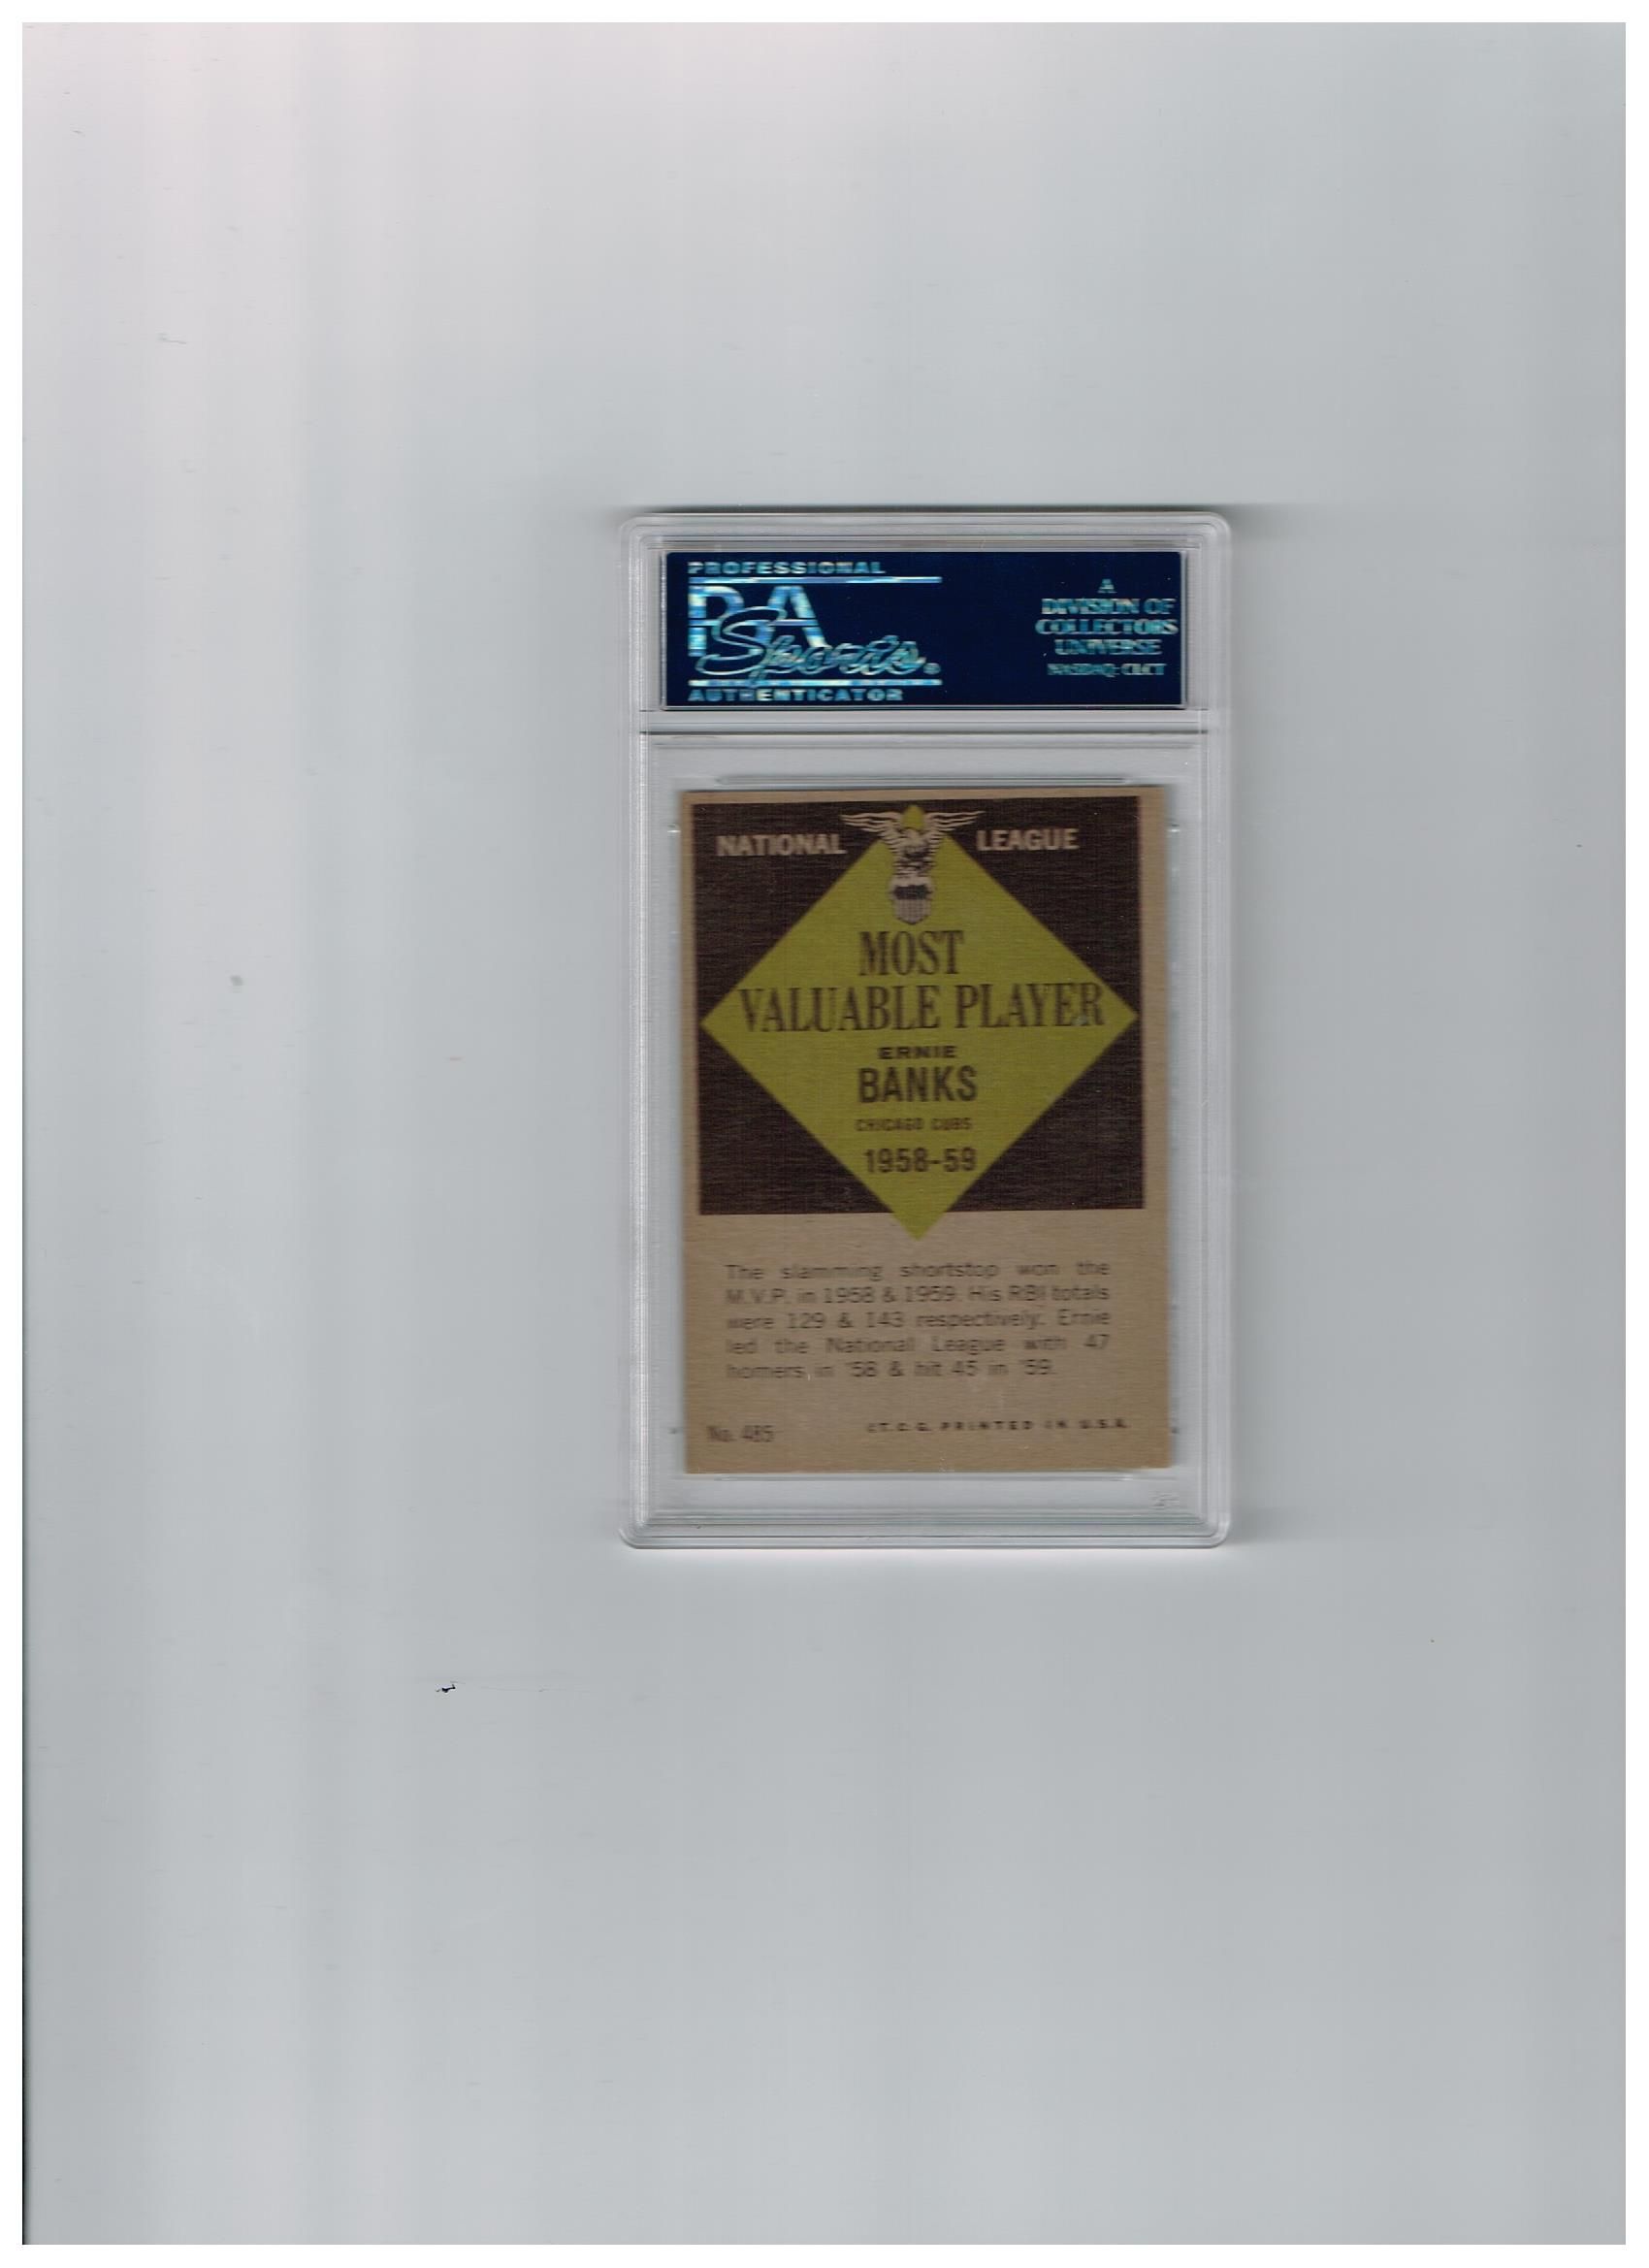 PROFESSIONAL
PSA
Sports®
AUTHENTICATOR
A
DIVISION OF
COLLECTORS
UNIVERSE
NASDAQ: CLCT
NATIONAL LEAGUE
MOST
VALUABLE PLAYER
ERNIE
BANKS
CHICAGO CUBS
1958-59
The slamming shortstop won the
M.V.P. in 1958 & 1959. His RBI totals
were 129 & 143 respectively. Ernie
led the National League with 47
homers in '58 & hit 45 in '59.
No. 485
©T.C.G. PRINTED IN U.S.A.